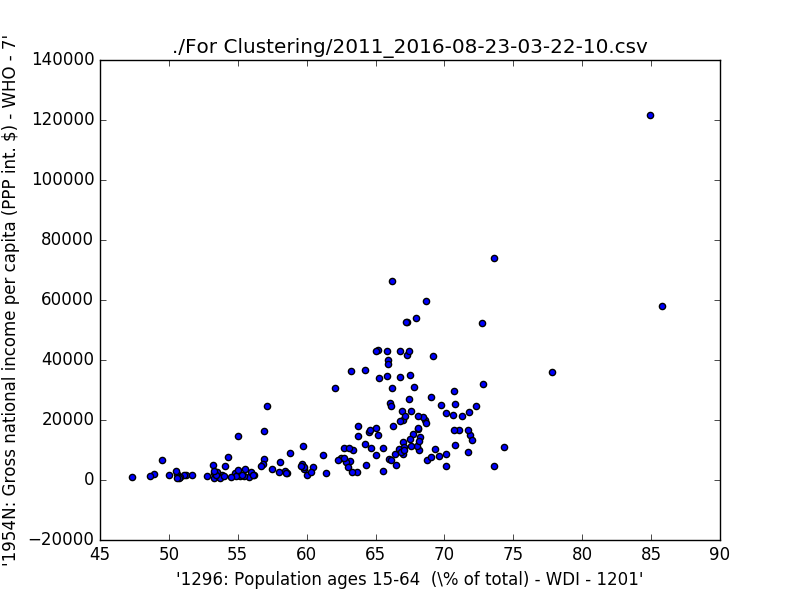 ./For Clustering/2011_2016-08-23-03-22-10.csv
'1954N: Gross national income per capita (PPP int. $) - WHO - 7'
140000
120000
100000
80000
60000
40000
20000
0
−20000
45 50 55 60 65 70 75 80 85 90
'1296: Population ages 15-64  (\% of total) - WDI - 1201'